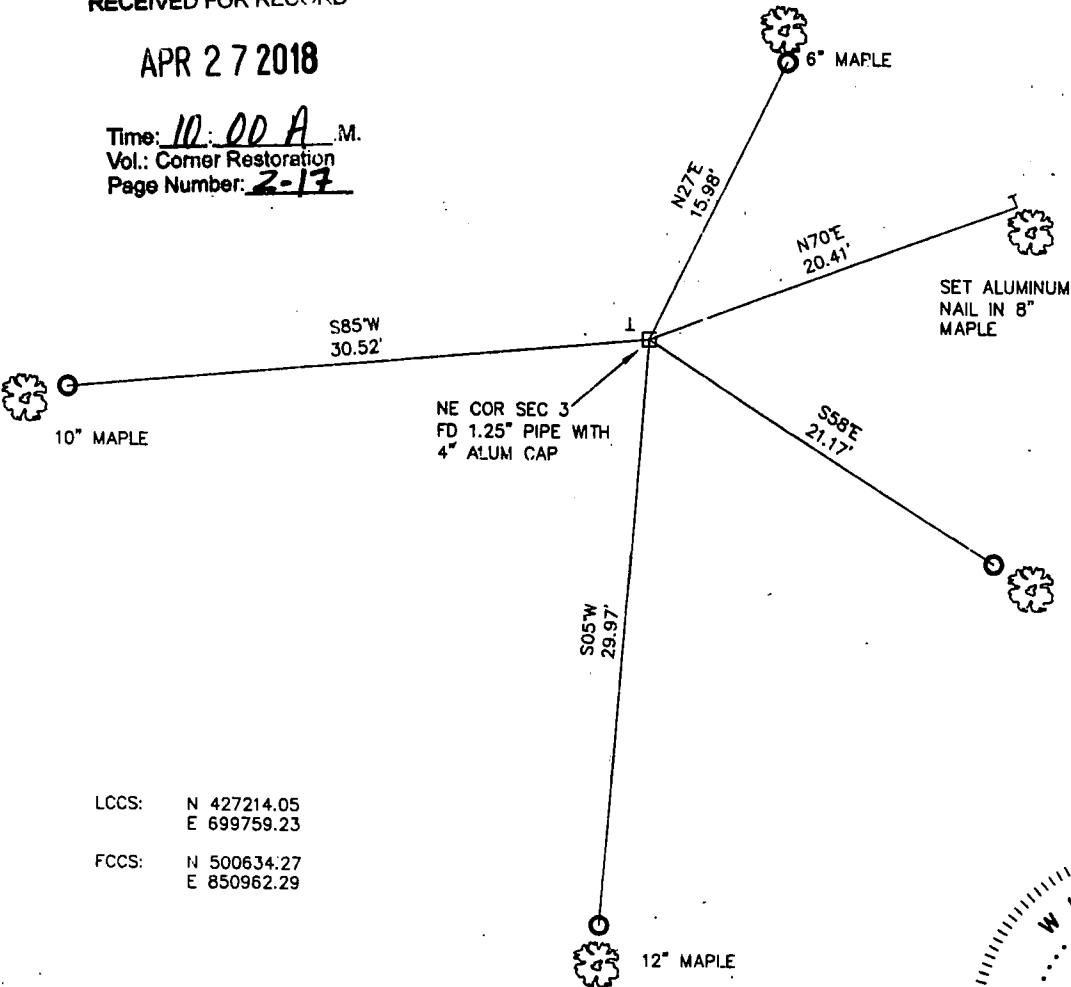 RECEIVED FOR RECORD
APR 27 2018
Time: 10:00 A .M.
Vol.: Corner Restoration
Page Number: 2-17
6" MAPLE
N27°E
15.98'
N70°E
20.41'
SET ALUMINUM
NAIL IN 8"
MAPLE
S85°W
30.52'
10" MAPLE
NE COR SEC 3
FD 1.25" PIPE WITH
4" ALUM CAP
S58°E
21.17'
S05°W
29.97'
LCCS: N 427214.05
E 699759.23
FCCS: N 500634.27
E 850962.29
12" MAPLE
W